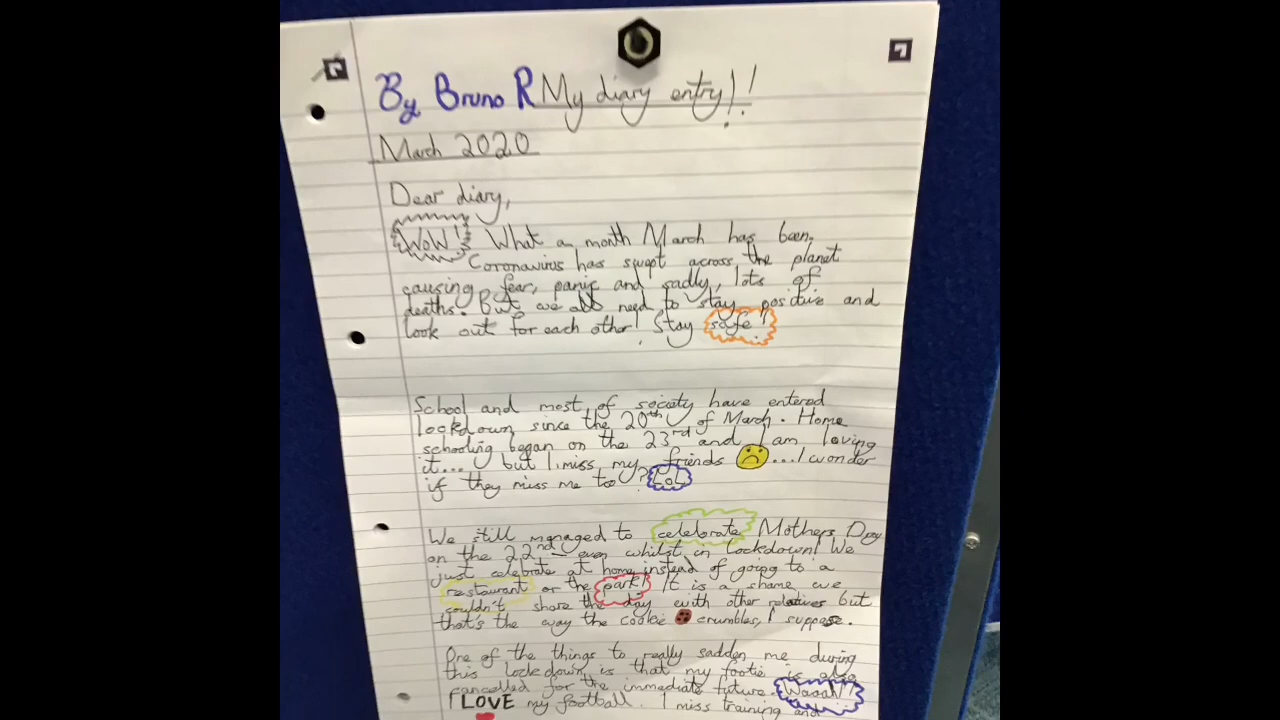 By Bruno R My diary entry!!
March 2020
Dear diary,
WoW! What a month March has been.
Coronavirus has swept across the planet
causing fear, panic and sadly, lots of
deaths. But we all need to stay positive and
look out for each other! Stay safe!
School and most of society have entered
lockdown since the 20th of March. Home
schooling began on the 23rd and I am loving
it... but I miss my friends ...I wonder
if they miss me too? LoL
We still managed to celebrate Mothers Day
on the 22nd - even whilst in lockdown! We
just celebrate at home instead of going to a
restaurant or the park! It is a shame we
couldn't share the day with other relatives but
that's the way the cookie crumbles, I suppose.
One of the things to really sadden me during
this lockdown is that my footie is also
cancelled for the immediate future. Waaah!!
I LOVE my football. I miss training and